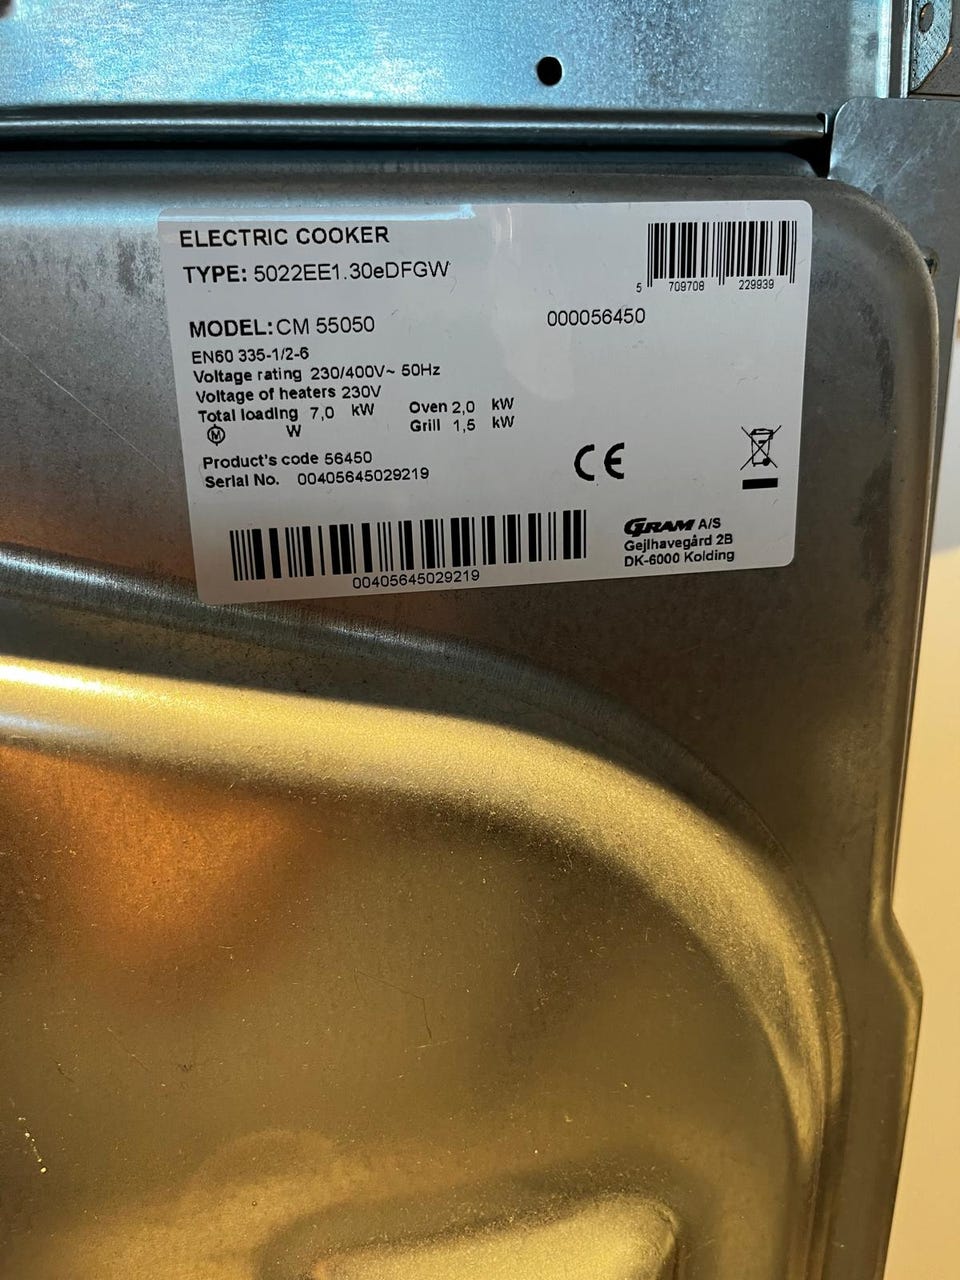 ELECTRIC COOKER
TYPE: 5022EE1.30eDFGW
5 709708 229939
MODEL: CM 55050
000056450
EN60 335-1/2-6
Voltage rating 230/400V~ 50Hz
Voltage of heaters 230V
Total loading 7,0 kW Oven 2,0 kW
M W Grill 1,5 kW
Product's code 56450
Serial No. 00405645029219
CE
00405645029219
GRAM A/S
Gejlhavegård 2B
DK-6000 Kolding